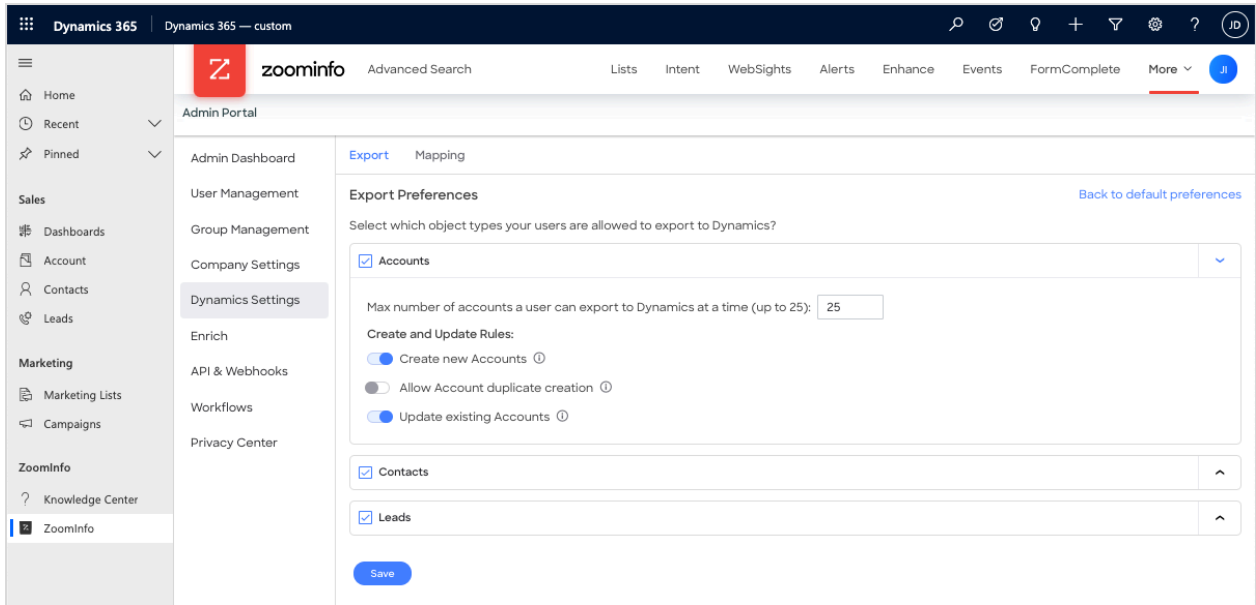 Dynamics 365 Dynamics 365 — custom ? JD
zoominfo Advanced Search Lists Intent WebSights Alerts Enhance Events FormComplete More JI
Home
Recent
Pinned
Sales
Dashboards
Account
Contacts
Leads
Marketing
Marketing Lists
Campaigns
ZoomInfo
? Knowledge Center
Z ZoomInfo
Admin Portal
Admin Dashboard
User Management
Group Management
Company Settings
Dynamics Settings
Enrich
API & Webhooks
Workflows
Privacy Center
Export Mapping
Export Preferences Back to default preferences
Select which object types your users are allowed to export to Dynamics?
Accounts
Max number of accounts a user can export to Dynamics at a time (up to 25): 25
Create and Update Rules:
Create new Accounts
Allow Account duplicate creation
Update existing Accounts
Contacts
Leads
Save